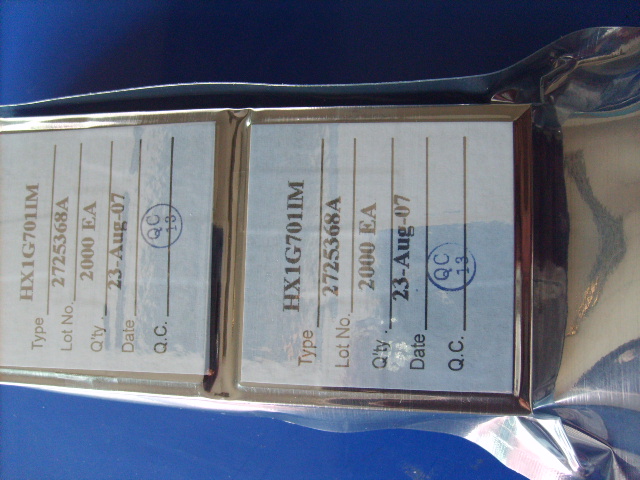 Type HX1G701IM
Lot No. 2725368A
Q'ty 2000 EA
Date 23-Aug-07
Q.C. QC 13
Type HX1G701IM
Lot No. 2725368A
Q'ty 2000 EA
Date 23-Aug-07
Q.C. QC 13